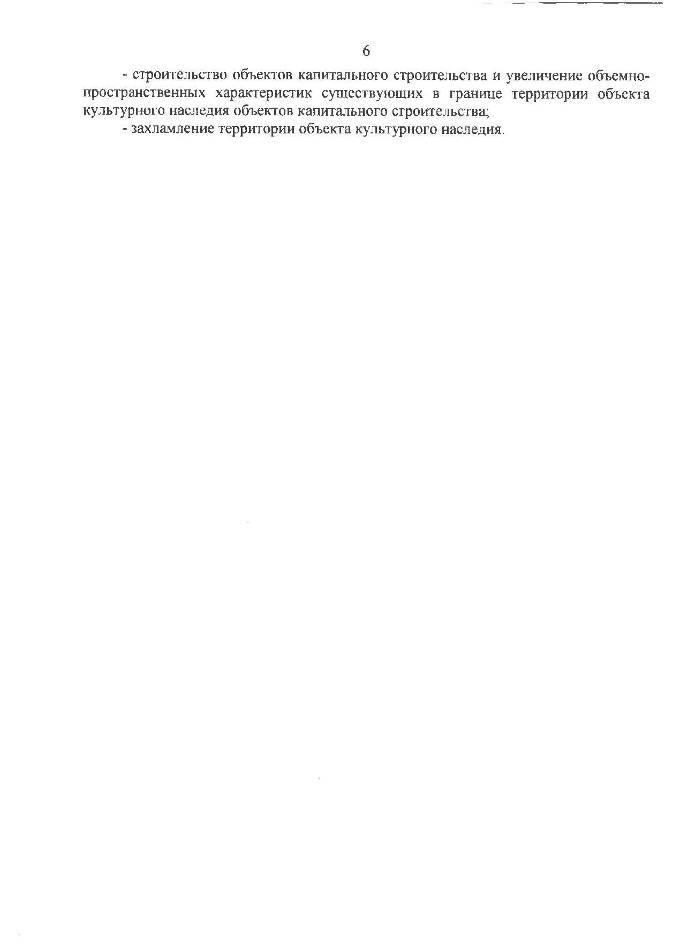 6
- строительство объектов капитального строительства и увеличение объемно-
пространственных характеристик существующих в границе территории объекта
культурного наследия объектов капитального строительства;
- захламление территории объекта культурного наследия.